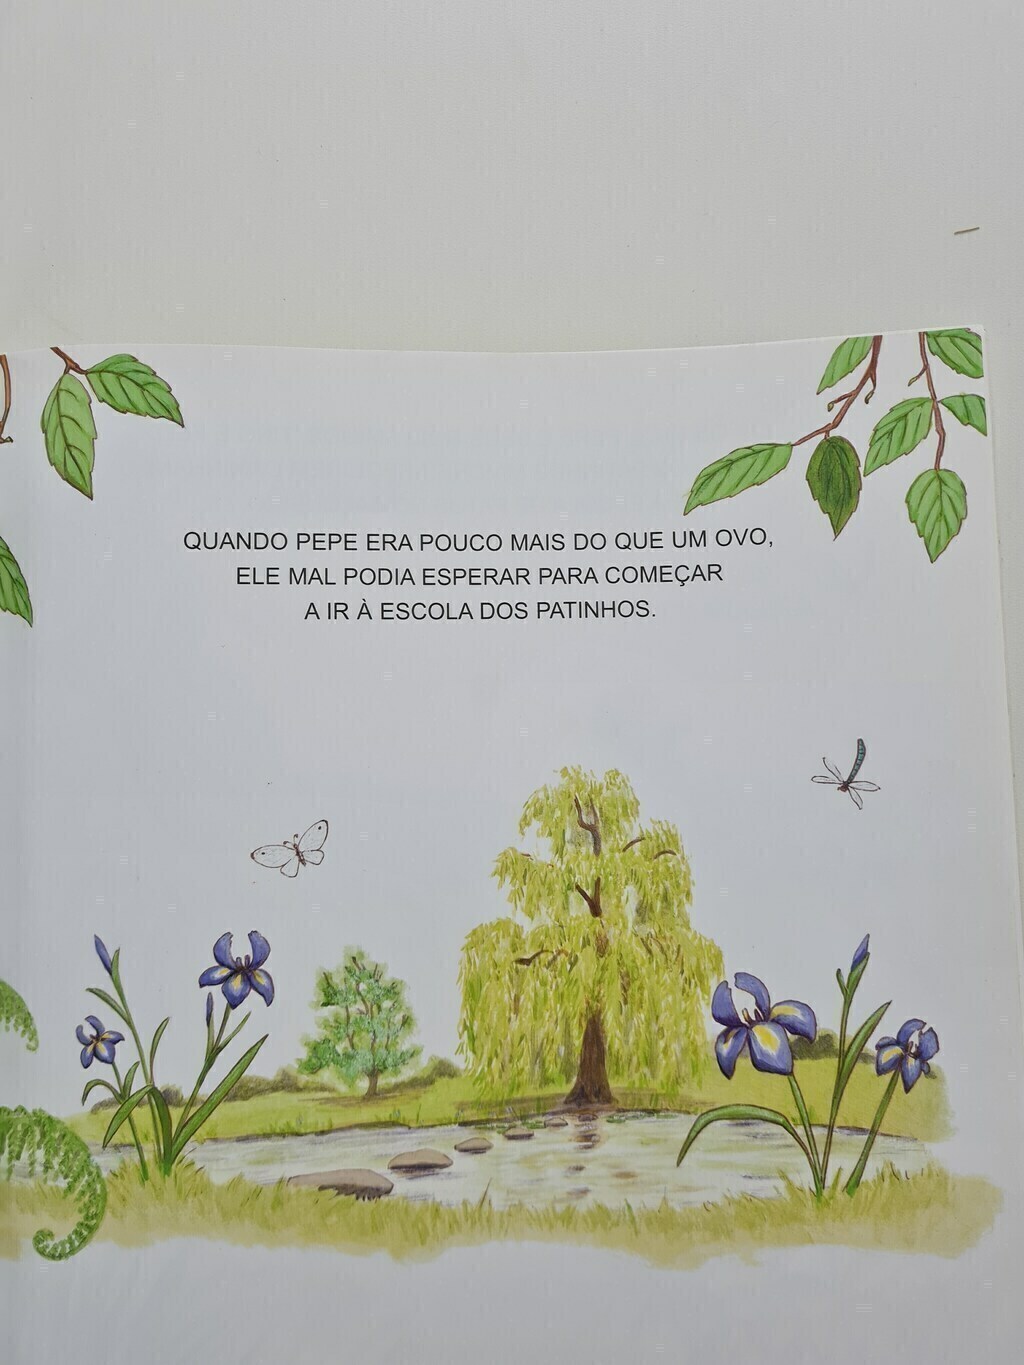 QUANDO PEPE ERA POUCO MAIS DO QUE UM OVO,
ELE MAL PODIA ESPERAR PARA COMEÇAR
A IR À ESCOLA DOS PATINHOS.